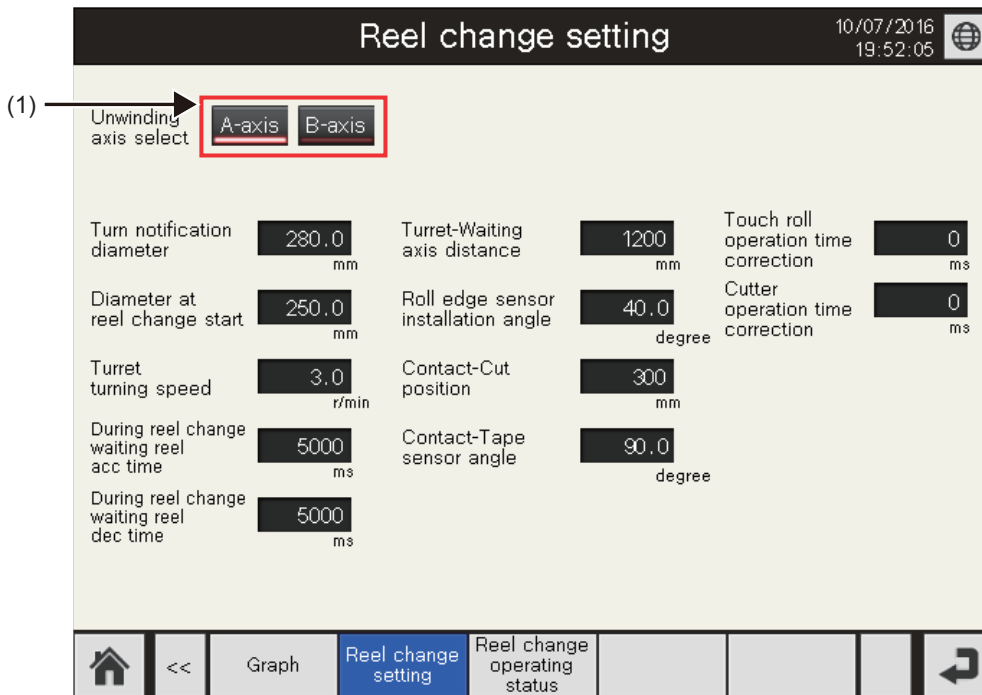 Reel change setting
10/07/2016
19:52:05
(1)
Unwinding
axis select
A-axis
B-axis
Turn notification
diameter
280.0
mm
Diameter at
reel change start
250.0
mm
Turret
turning speed
3.0
r/min
During reel change
waiting reel
acc time
5000
ms
During reel change
waiting reel
dec time
5000
ms
Turret-Waiting
axis distance
1200
mm
Roll edge sensor
installation angle
40.0
degree
Contact-Cut
position
300
mm
Contact-Tape
sensor angle
90.0
degree
Touch roll
operation time
correction
0
ms
Cutter
operation time
correction
0
ms
<<
Graph
Reel change
setting
Reel change
operating
status